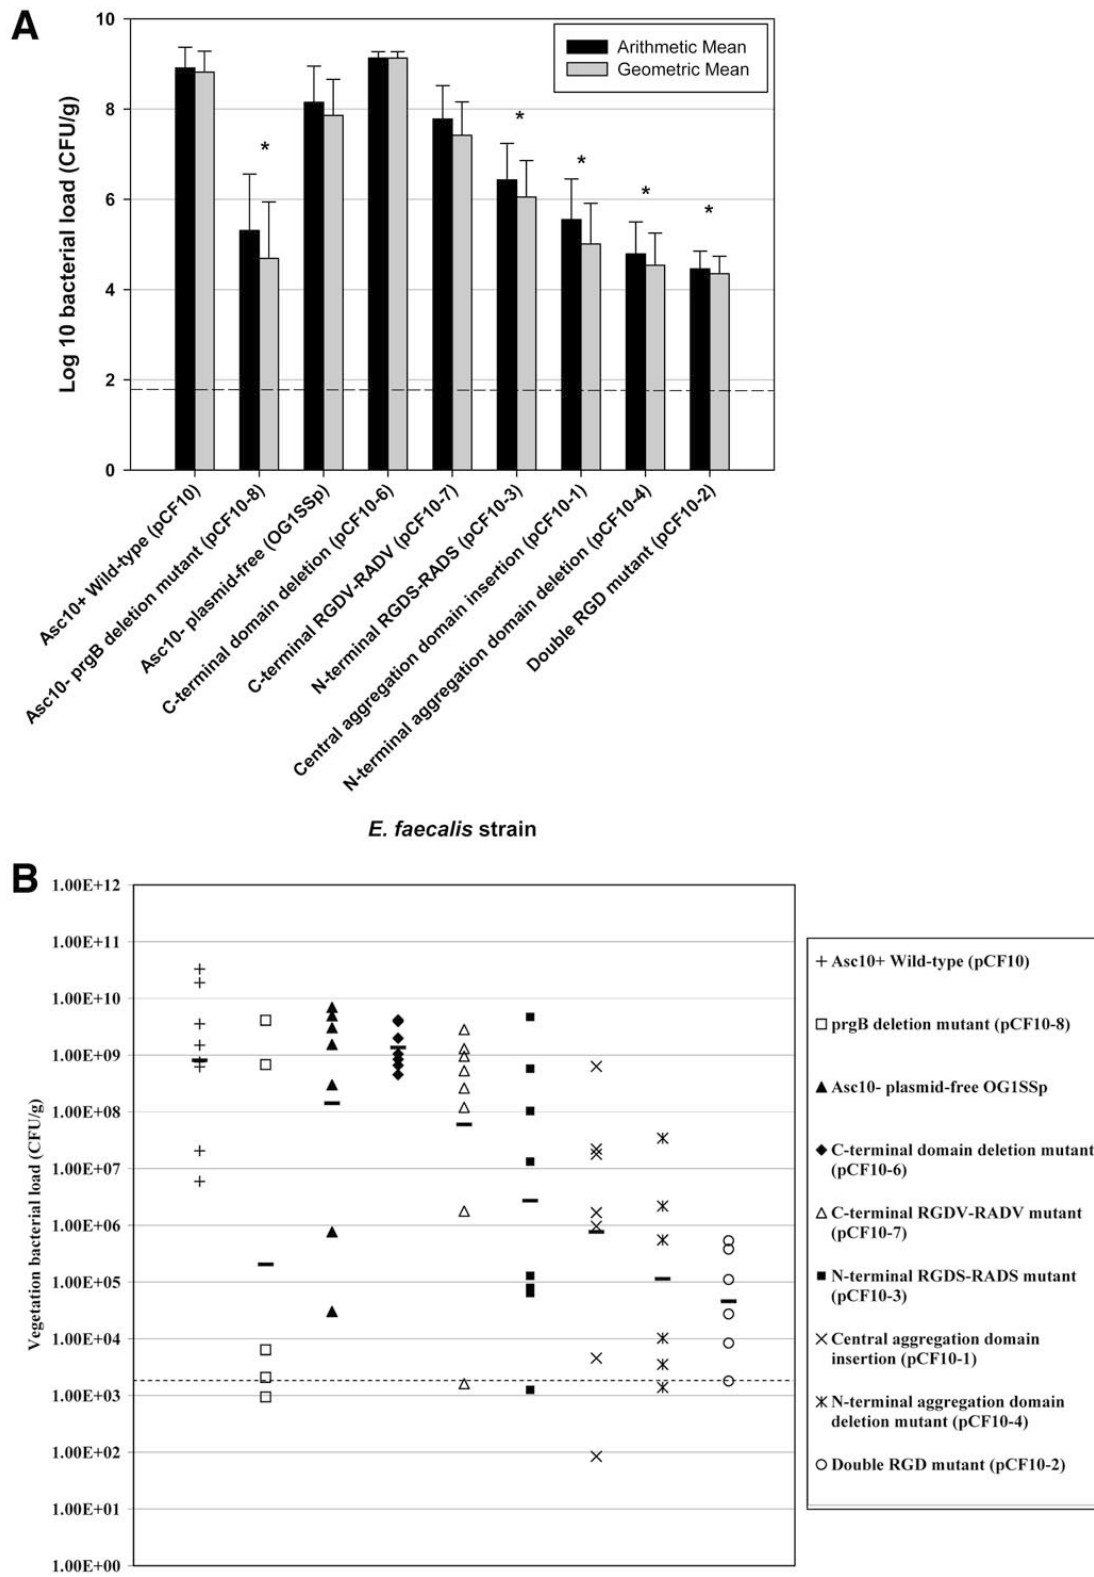 A
Log 10 bacterial load (CFU/g)
10
8
6
4
2
0
Arithmetic Mean
Geometric Mean
*
*
*
*
*
Asc10+ Wild-type (pCF10)
Asc10- prgB deletion mutant (pCF10-8)
Asc10- plasmid-free (OG1SSp)
C-terminal domain deletion (pCF10-6)
C-terminal RGDV-RADV (pCF10-7)
N-terminal RGDS-RADS (pCF10-3)
Central aggregation domain insertion (pCF10-1)
N-terminal aggregation domain deletion (pCF10-4)
Double RGD mutant (pCF10-2)
E. faecalis strain
B
Vegetation bacterial load (CFU/g)
1.00E+12
1.00E+11
1.00E+10
1.00E+09
1.00E+08
1.00E+07
1.00E+06
1.00E+05
1.00E+04
1.00E+03
1.00E+02
1.00E+01
1.00E+00
Asc10+ Wild-type (pCF10)
prgB deletion mutant (pCF10-8)
Asc10- plasmid-free OG1SSp
C-terminal domain deletion mutant
(pCF10-6)
C-terminal RGDV-RADV mutant
(pCF10-7)
N-terminal RGDS-RADS mutant
(pCF10-3)
Central aggregation domain
insertion (pCF10-1)
N-terminal aggregation domain
deletion mutant (pCF10-4)
Double RGD mutant (pCF10-2)